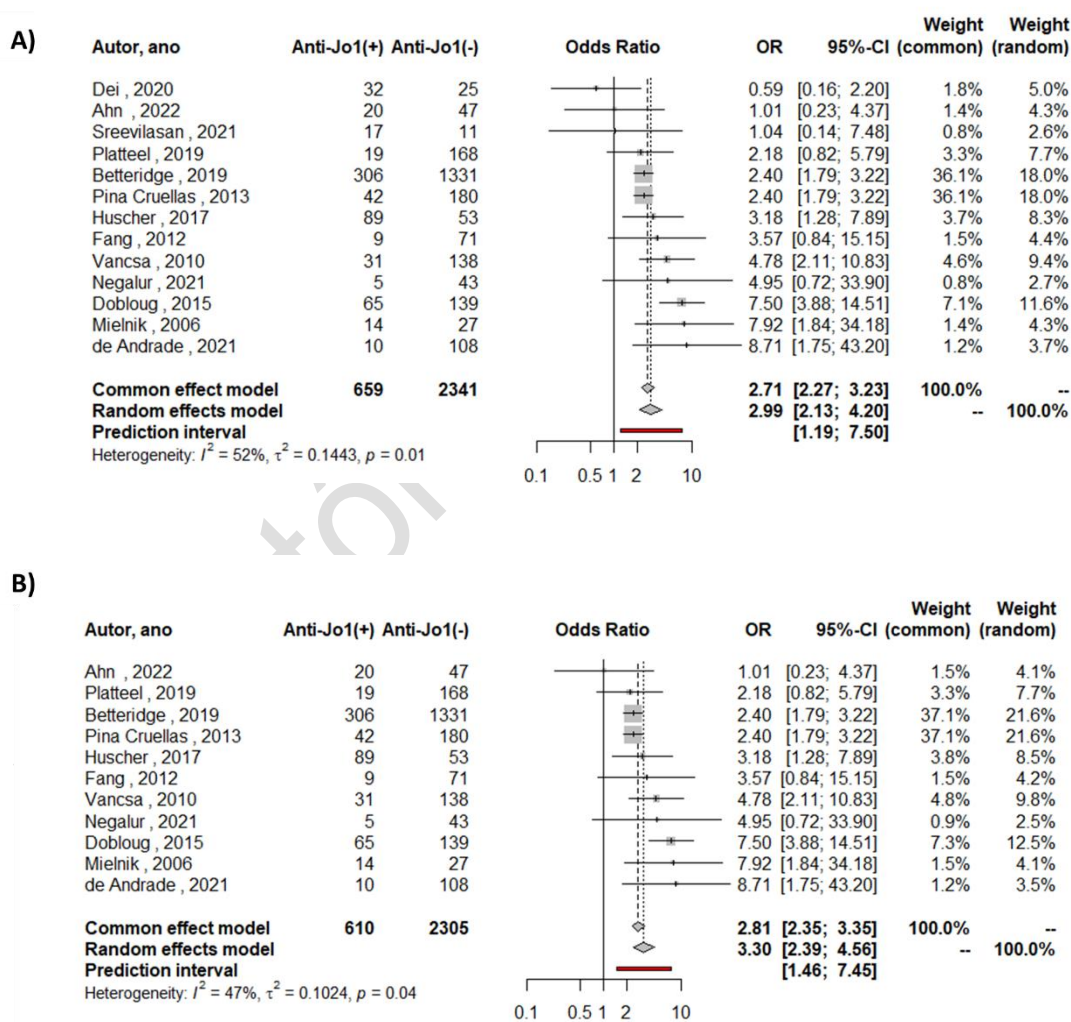 A)
Autor, ano Anti-Jo1(+) Anti-Jo1(-) Odds Ratio OR 95%-CI Weight (common) Weight (random)
Dei , 2020 32 25 0.59 [0.16; 2.20] 1.8% 5.0%
Ahn , 2022 20 47 1.01 [0.23; 4.37] 1.4% 4.3%
Sreevilasan , 2021 17 11 1.04 [0.14; 7.48] 0.8% 2.6%
Platteel , 2019 19 168 2.18 [0.82; 5.79] 3.3% 7.7%
Betteridge , 2019 306 1331 2.40 [1.79; 3.22] 36.1% 18.0%
Pina Cruellas , 2013 42 180 2.40 [1.79; 3.22] 36.1% 18.0%
Huscher , 2017 89 53 3.18 [1.28; 7.89] 3.7% 8.3%
Fang , 2012 9 71 3.57 [0.84; 15.15] 1.5% 4.4%
Vancsa , 2010 31 138 4.78 [2.11; 10.83] 4.6% 9.4%
Negalur , 2021 5 43 4.95 [0.72; 33.90] 0.8% 2.7%
Dobloug , 2015 65 139 7.50 [3.88; 14.51] 7.1% 11.6%
Mielnik , 2006 14 27 7.92 [1.84; 34.18] 1.4% 4.3%
de Andrade , 2021 10 108 8.71 [1.75; 43.20] 1.2% 3.7%
Common effect model 659 2341 2.71 [2.27; 3.23] 100.0% --
Random effects model 2.99 [2.13; 4.20] -- 100.0%
Prediction interval [1.19; 7.50]
Heterogeneity: I² = 52%, τ² = 0.1443, p = 0.01
0.1 0.5 1 2 10
B)
Autor, ano Anti-Jo1(+) Anti-Jo1(-) Odds Ratio OR 95%-CI Weight (common) Weight (random)
Ahn , 2022 20 47 1.01 [0.23; 4.37] 1.5% 4.1%
Platteel , 2019 19 168 2.18 [0.82; 5.79] 3.3% 7.7%
Betteridge , 2019 306 1331 2.40 [1.79; 3.22] 37.1% 21.6%
Pina Cruellas , 2013 42 180 2.40 [1.79; 3.22] 37.1% 21.6%
Huscher , 2017 89 53 3.18 [1.28; 7.89] 3.8% 8.5%
Fang , 2012 9 71 3.57 [0.84; 15.15] 1.5% 4.2%
Vancsa , 2010 31 138 4.78 [2.11; 10.83] 4.8% 9.8%
Negalur , 2021 5 43 4.95 [0.72; 33.90] 0.9% 2.5%
Dobloug , 2015 65 139 7.50 [3.88; 14.51] 7.3% 12.5%
Mielnik , 2006 14 27 7.92 [1.84; 34.18] 1.5% 4.1%
de Andrade , 2021 10 108 8.71 [1.75; 43.20] 1.2% 3.5%
Common effect model 610 2305 2.81 [2.35; 3.35] 100.0% --
Random effects model 3.30 [2.39; 4.56] -- 100.0%
Prediction interval [1.46; 7.45]
Heterogeneity: I² = 47%, τ² = 0.1024, p = 0.04
0.1 0.5 1 2 10